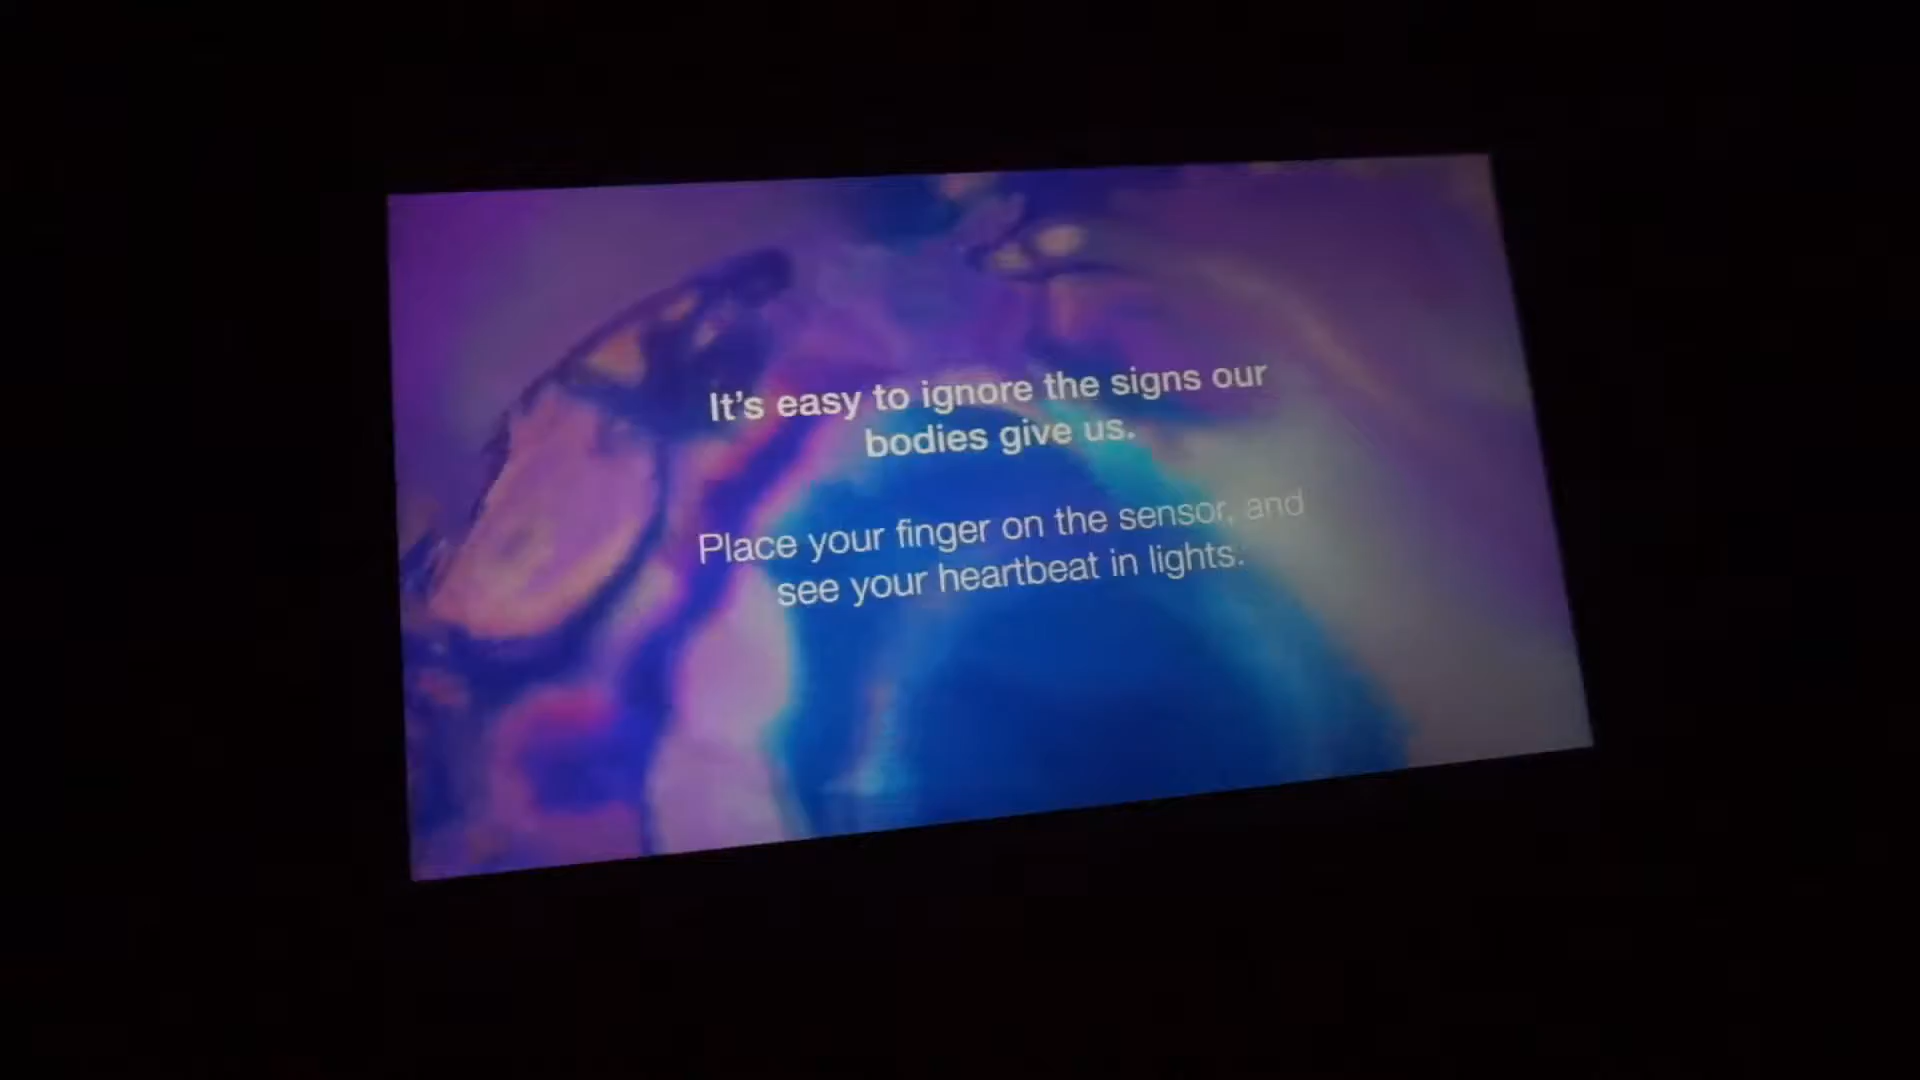 It's easy to ignore the signs our
bodies give us.
Place your finger on the sensor, and
see your heartbeat in lights.